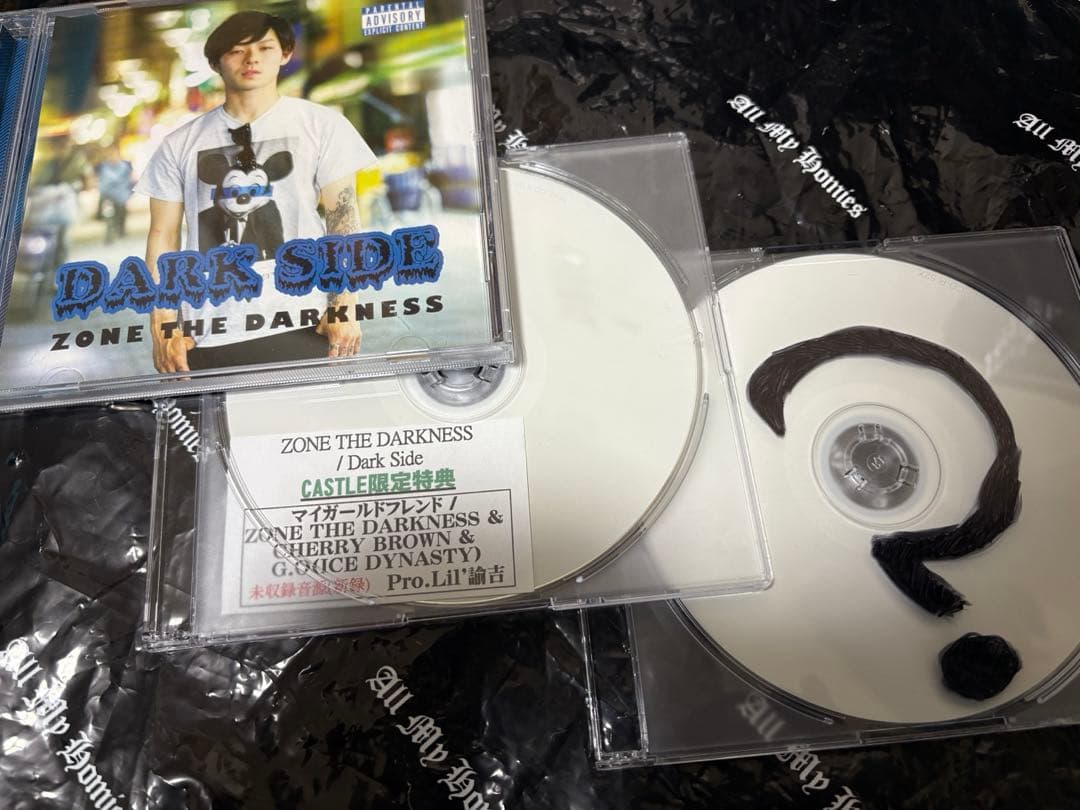 PARENTAL
ADVISORY
EXPLICIT CONTENT
DARK SIDE
ZONE THE DARKNESS
ZONE THE DARKNESS
/ Dark Side
CASTLE限定特典
マイガールドフレンド /
ZONE THE DARKNESS &
CHERRY BROWN &
G.O(ICE DYNASTY)
未収録音源(新録) Pro.Lil'諭吉
?
All My Homies
All My Homies
All My Homies
All My Homies
All My